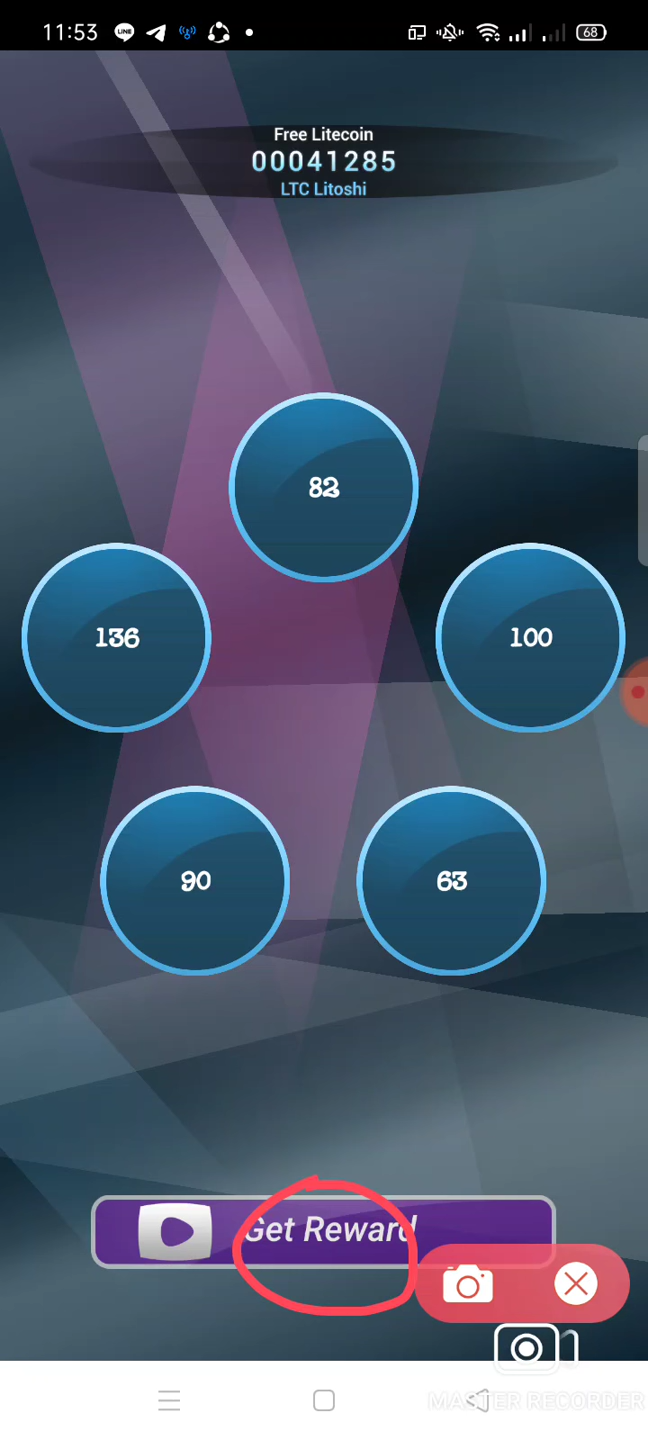 11:53
68
Free Litecoin
00041285
LTC Litoshi
82
136
100
90
63
Get Reward
MASTER RECORDER